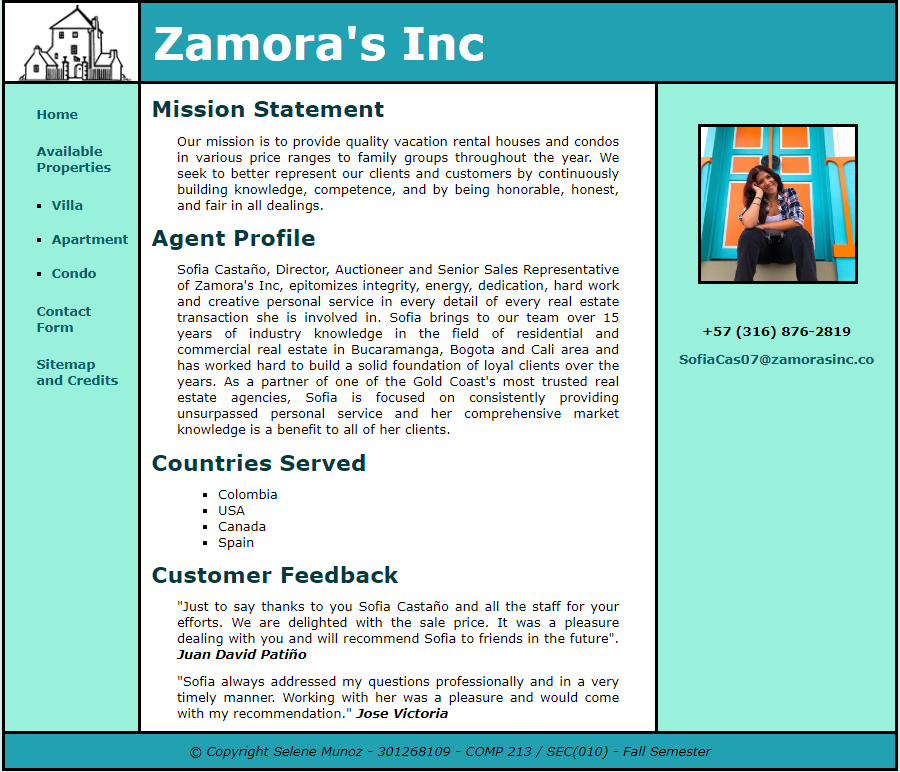 Zamora's Inc
Home
Available
Properties
Villa
Apartment
Condo
Contact
Form
Sitemap
and Credits
Mission Statement
Our mission is to provide quality vacation rental houses and condos
in various price ranges to family groups throughout the year. We
seek to better represent our clients and customers by continuously
building knowledge, competence, and by being honorable, honest,
and fair in all dealings.
Agent Profile
Sofia Castaño, Director, Auctioneer and Senior Sales Representative
of Zamora's Inc, epitomizes integrity, energy, dedication, hard work
and creative personal service in every detail of every real estate
transaction she is involved in. Sofia brings to our team over 15
years of industry knowledge in the field of residential and
commercial real estate in Bucaramanga, Bogota and Cali area and
has worked hard to build a solid foundation of loyal clients over the
years. As a partner of one of the Gold Coast's most trusted real
estate agencies, Sofia is focused on consistently providing
unsurpassed personal service and her comprehensive market
knowledge is a benefit to all of her clients.
Countries Served
Colombia
USA
Canada
Spain
Customer Feedback
"Just to say thanks to you Sofia Castaño and all the staff for your
efforts. We are delighted with the sale price. It was a pleasure
dealing with you and will recommend Sofia to friends in the future".
Juan David Patiño
"Sofia always addressed my questions professionally and in a very
timely manner. Working with her was a pleasure and would come
with my recommendation." Jose Victoria
+57 (316) 876-2819
SofiaCas07@zamorasinc.co
© Copyright Selene Munoz - 301268109 - COMP 213 / SEC(010) - Fall Semester